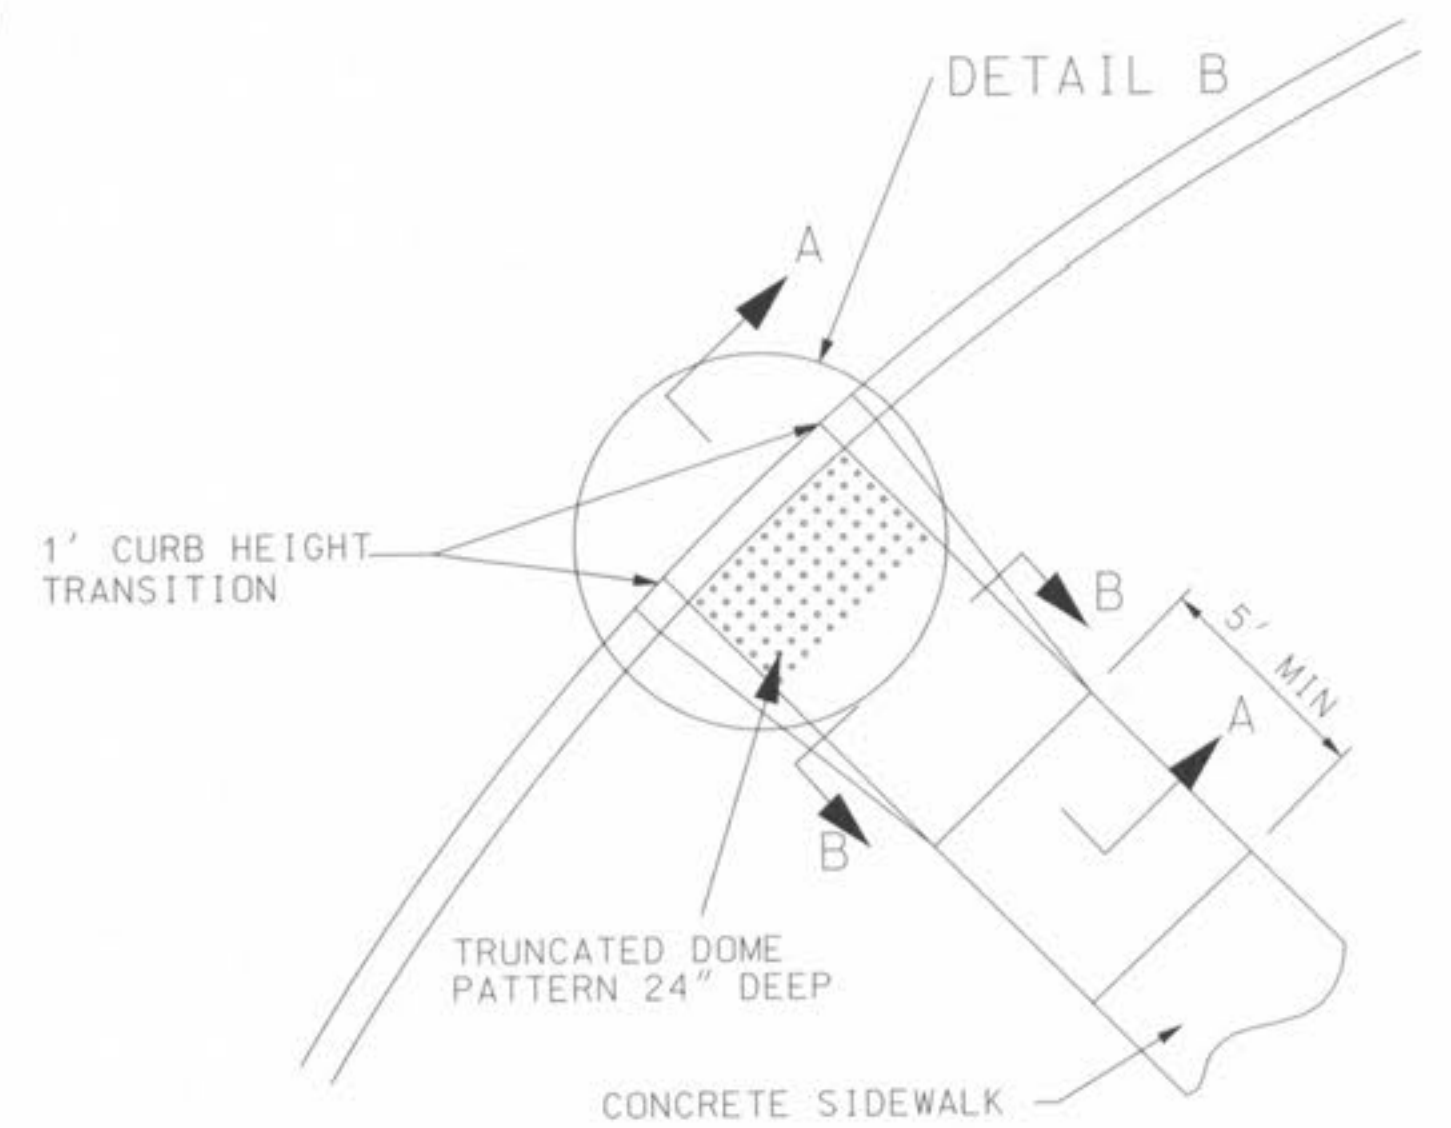 DETAIL B
A
1' CURB HEIGHT
TRANSITION
B
5' MIN
A
B
TRUNCATED DOME
PATTERN 24" DEEP
CONCRETE SIDEWALK